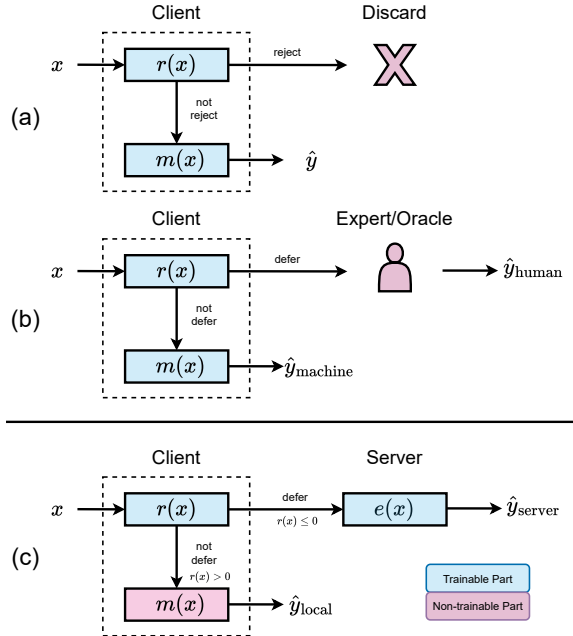 Client Discard
x r(x) reject X
not
reject
(a)
m(x) ŷ
Client Expert/Oracle
x r(x) defer ŷ_human
not
defer
(b)
m(x) ŷ_machine
Client Server
x r(x) defer e(x) ŷ_server
r(x) ≤ 0
not
defer
r(x) > 0
(c)
m(x) ŷ_local
Trainable Part
Non-trainable Part